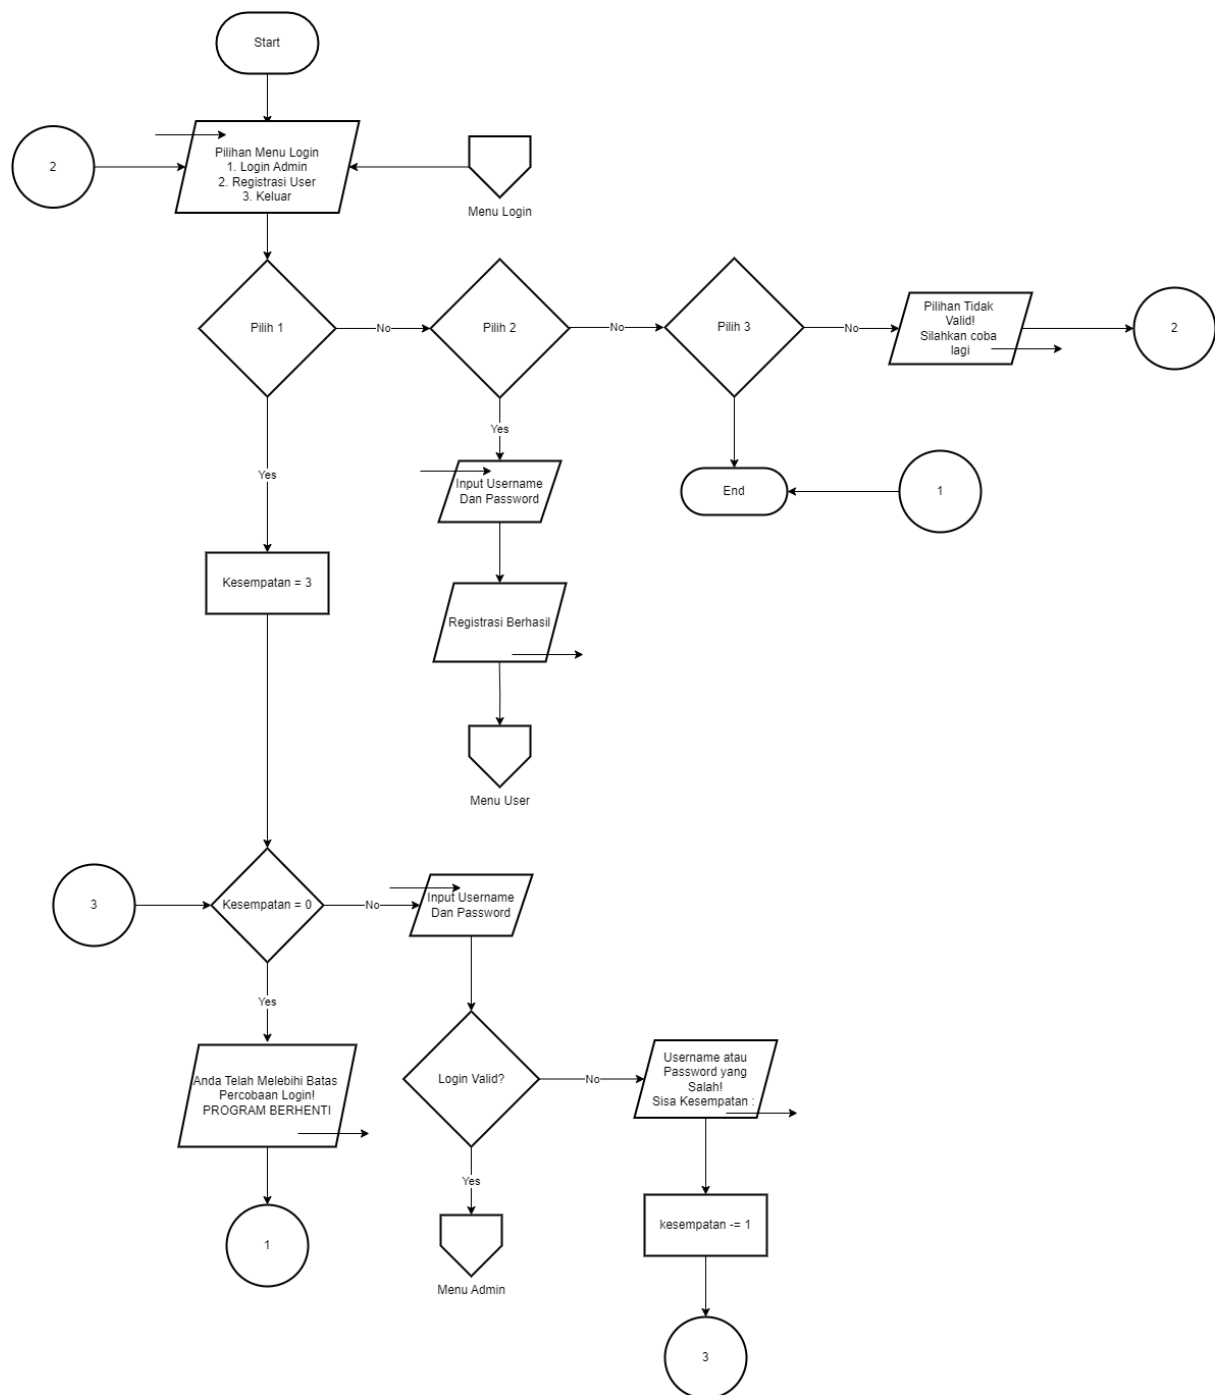 Start
2
Pilihan Menu Login
1. Login Admin
2. Registrasi User
3. Keluar
Menu Login
Pilih 1
No
Pilih 2
No
Pilih 3
No
Pilihan Tidak
Valid!
Silahkan coba
lagi
2
Yes
Yes
Input Username
Dan Password
End
1
Kesempatan = 3
Registrasi Berhasil
Menu User
3
Kesempatan = 0
No
Input Username
Dan Password
Yes
Anda Telah Melebihi Batas
Percobaan Login!
PROGRAM BERHENTI
Login Valid?
No
Username atau
Password yang
Salah!
Sisa Kesempatan :
Yes
1
Menu Admin
kesempatan -= 1
3